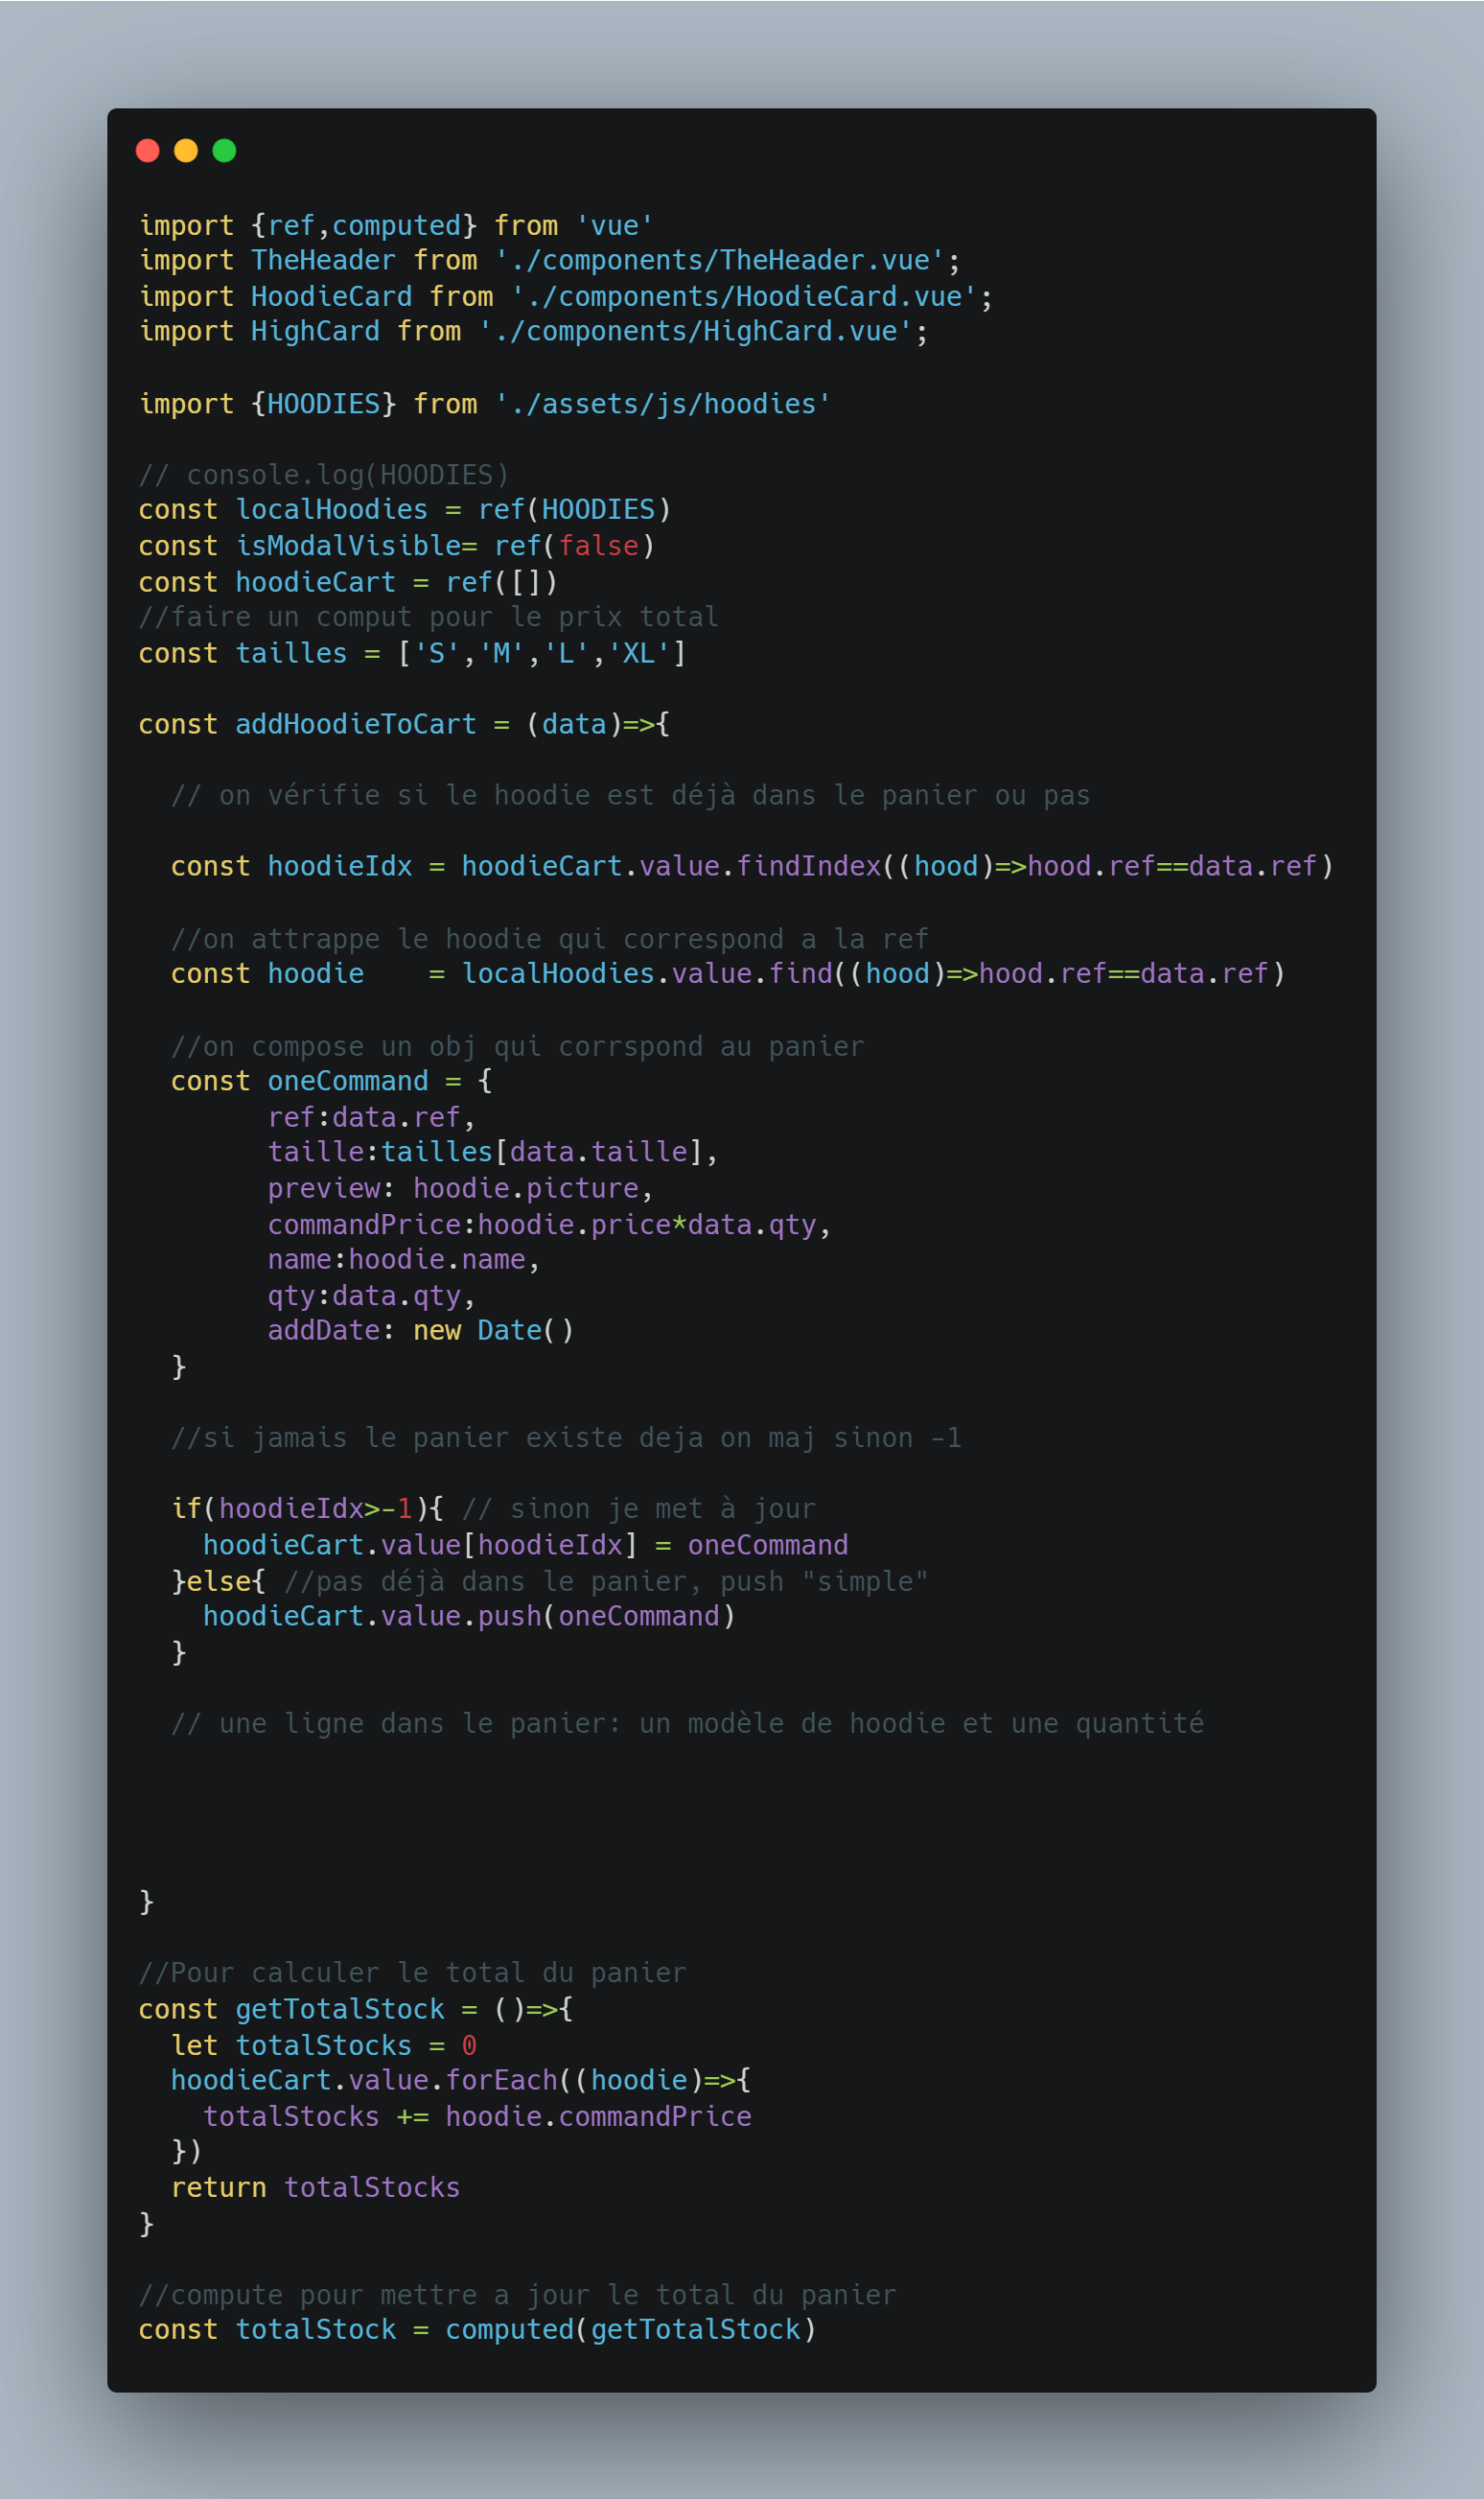 import {ref,computed} from 'vue'
import TheHeader from './components/TheHeader.vue';
import HoodieCard from './components/HoodieCard.vue';
import HighCard from './components/HighCard.vue';

import {HOODIES} from './assets/js/hoodies'

// console.log(HOODIES)
const localHoodies = ref(HOODIES)
const isModalVisible= ref(false)
const hoodieCart = ref([])
//faire un comput pour le prix total
const tailles = ['S','M','L','XL']

const addHoodieToCart = (data)=>{

  // on vérifie si le hoodie est déjà dans le panier ou pas

  const hoodieIdx = hoodieCart.value.findIndex((hood)=>hood.ref==data.ref)

  //on attrappe le hoodie qui correspond a la ref
  const hoodie    = localHoodies.value.find((hood)=>hood.ref==data.ref)

  //on compose un obj qui corrspond au panier
  const oneCommand = {
        ref:data.ref,
        taille:tailles[data.taille],
        preview: hoodie.picture,
        commandPrice:hoodie.price*data.qty,
        name:hoodie.name,
        qty:data.qty,
        addDate: new Date()
  }

  //si jamais le panier existe deja on maj sinon -1

  if(hoodieIdx>-1){ // sinon je met à jour
    hoodieCart.value[hoodieIdx] = oneCommand
  }else{ //pas déjà dans le panier, push "simple"
    hoodieCart.value.push(oneCommand)
  }

  // une ligne dans le panier: un modèle de hoodie et une quantité

}

//Pour calculer le total du panier
const getTotalStock = ()=>{
  let totalStocks = 0
  hoodieCart.value.forEach((hoodie)=>{
    totalStocks += hoodie.commandPrice
  })
  return totalStocks
}

//compute pour mettre a jour le total du panier
const totalStock = computed(getTotalStock)